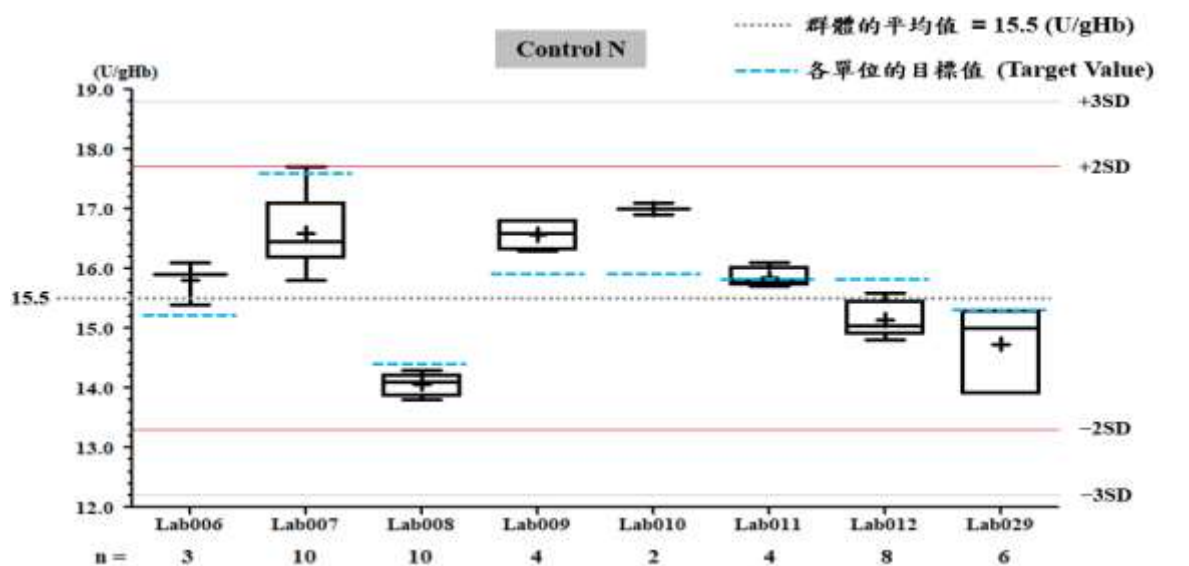 群體的平均值 = 15.5 (U/gHb)
Control N
各單位的目標值 (Target Value)
(U/gHb)
19.0
+3SD
18.0
+2SD
17.0
16.0
15.5
15.0
14.0
−2SD
13.0
−3SD
12.0
Lab006 Lab007 Lab008 Lab009 Lab010 Lab011 Lab012 Lab029
n = 3 10 10 4 2 4 8 6